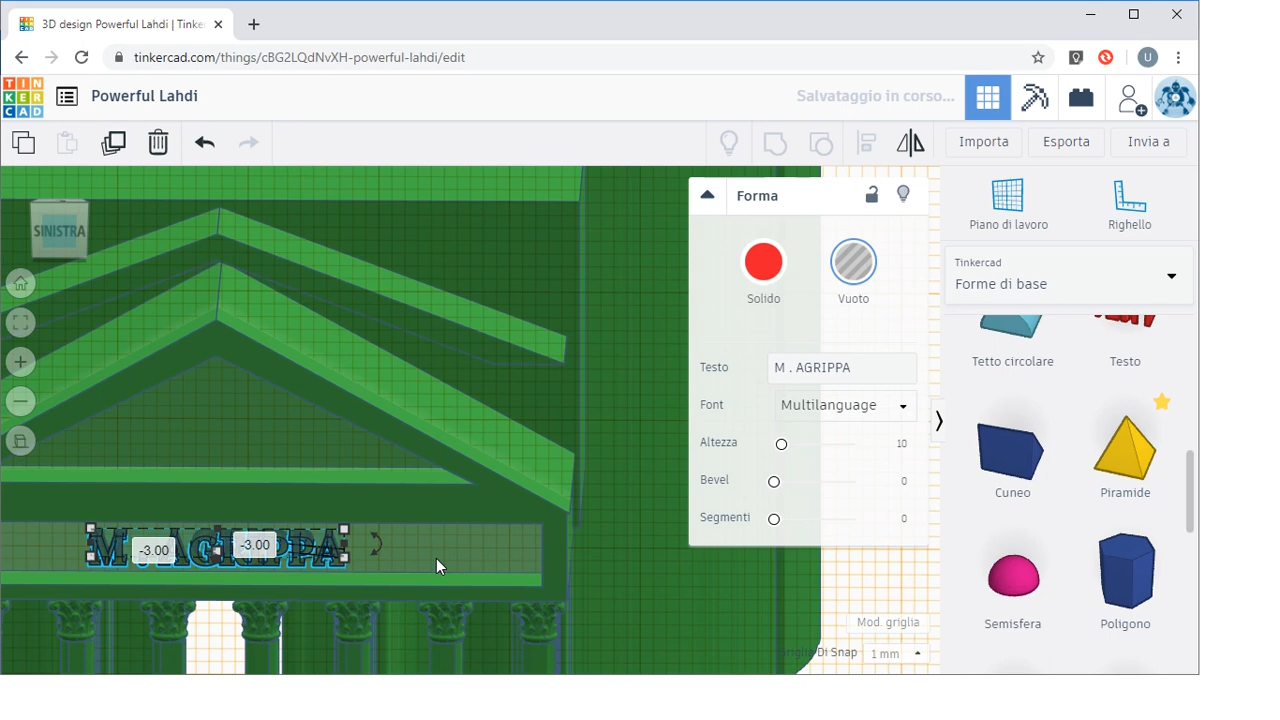 3D design Powerful Lahdi | Tinke
tinkercad.com/things/cBG2LQdNvXH-powerful-lahdi/edit
U
TIN
KER
CAD
Powerful Lahdi
Salvataggio in corso...
Importa
Esporta
Invia a
SINISTRA
Forma
Solido
Vuoto
Testo
M . AGRIPPA
Font
Multilanguage
Altezza
10
Bevel
0
Segmenti
0
Piano di lavoro
Righello
Tinkercad
Forme di base
Tetto circolare
Testo
Cuneo
Piramide
Semisfera
Poligono
M . AGRIPPA
-3.00
-3.00
Mod. griglia
Griglia Di Snap
1 mm